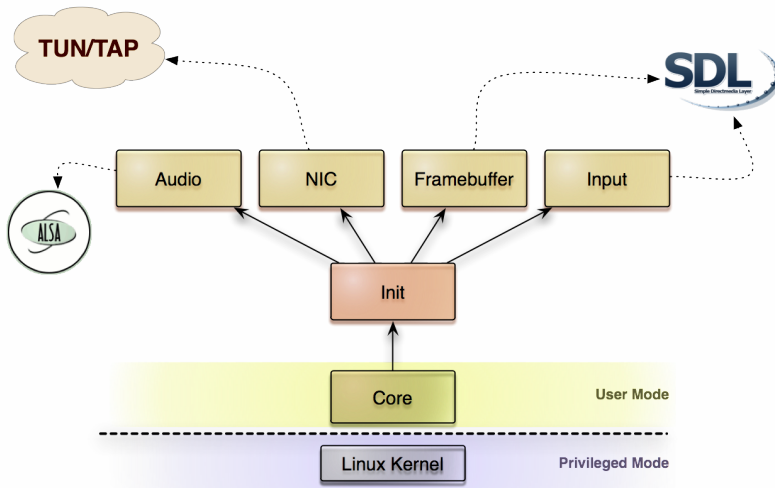 TUN/TAP
SDL
Simple Directmedia Layer
Audio
NIC
Framebuffer
Input
ALSA
Init
Core
User Mode
Linux Kernel
Privileged Mode